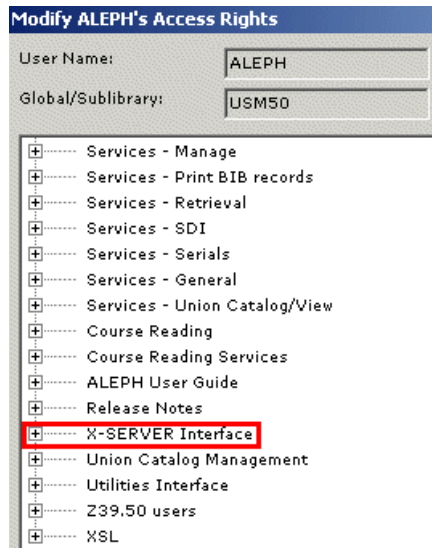 Modify ALEPH's Access Rights
User Name: ALEPH
Global/Sublibrary: USM50
Services - Manage
Services - Print BIB records
Services - Retrieval
Services - SDI
Services - Serials
Services - General
Services - Union Catalog/View
Course Reading
Course Reading Services
ALEPH User Guide
Release Notes
X-SERVER Interface
Union Catalog Management
Utilities Interface
Z39.50 users
XSL